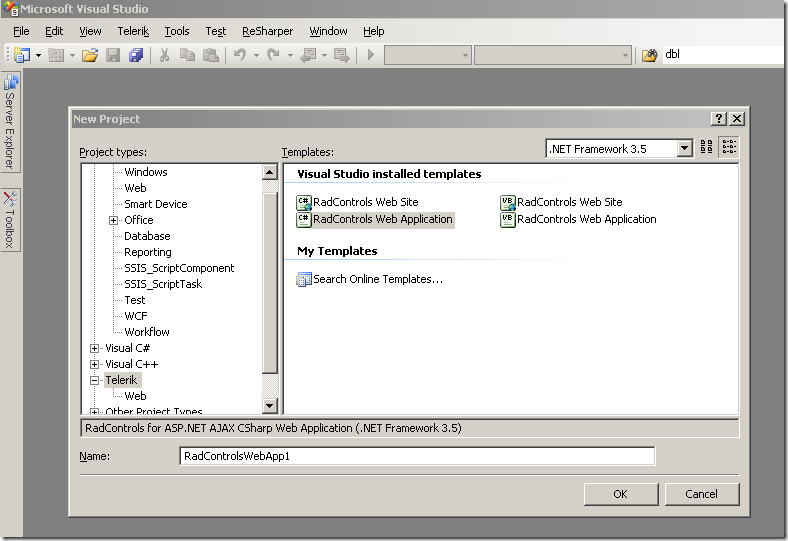 Microsoft Visual Studio
File Edit View Telerik Tools Test ReSharper Window Help
dbl
Server Explorer
Toolbox
New Project
Project types:
Templates:
.NET Framework 3.5
Windows
Web
Smart Device
Office
Database
Reporting
SSIS_ScriptComponent
SSIS_ScriptTask
Test
WCF
Workflow
Visual C#
Visual C++
Telerik
Web
Other Project Types
Visual Studio installed templates
RadControls Web Site
RadControls Web Site
RadControls Web Application
RadControls Web Application
My Templates
Search Online Templates...
RadControls for ASP.NET AJAX CSharp Web Application (.NET Framework 3.5)
Name:
RadControlsWebApp1
OK
Cancel